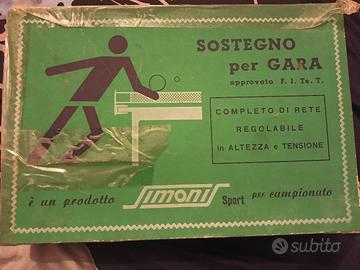 SOSTEGNO
per GARA
approvato F. I. Te. T.
COMPLETO DI RETE
REGOLABILE
in ALTEZZA e TENSIONE
è un prodotto Simonis Sport per campionato
subito